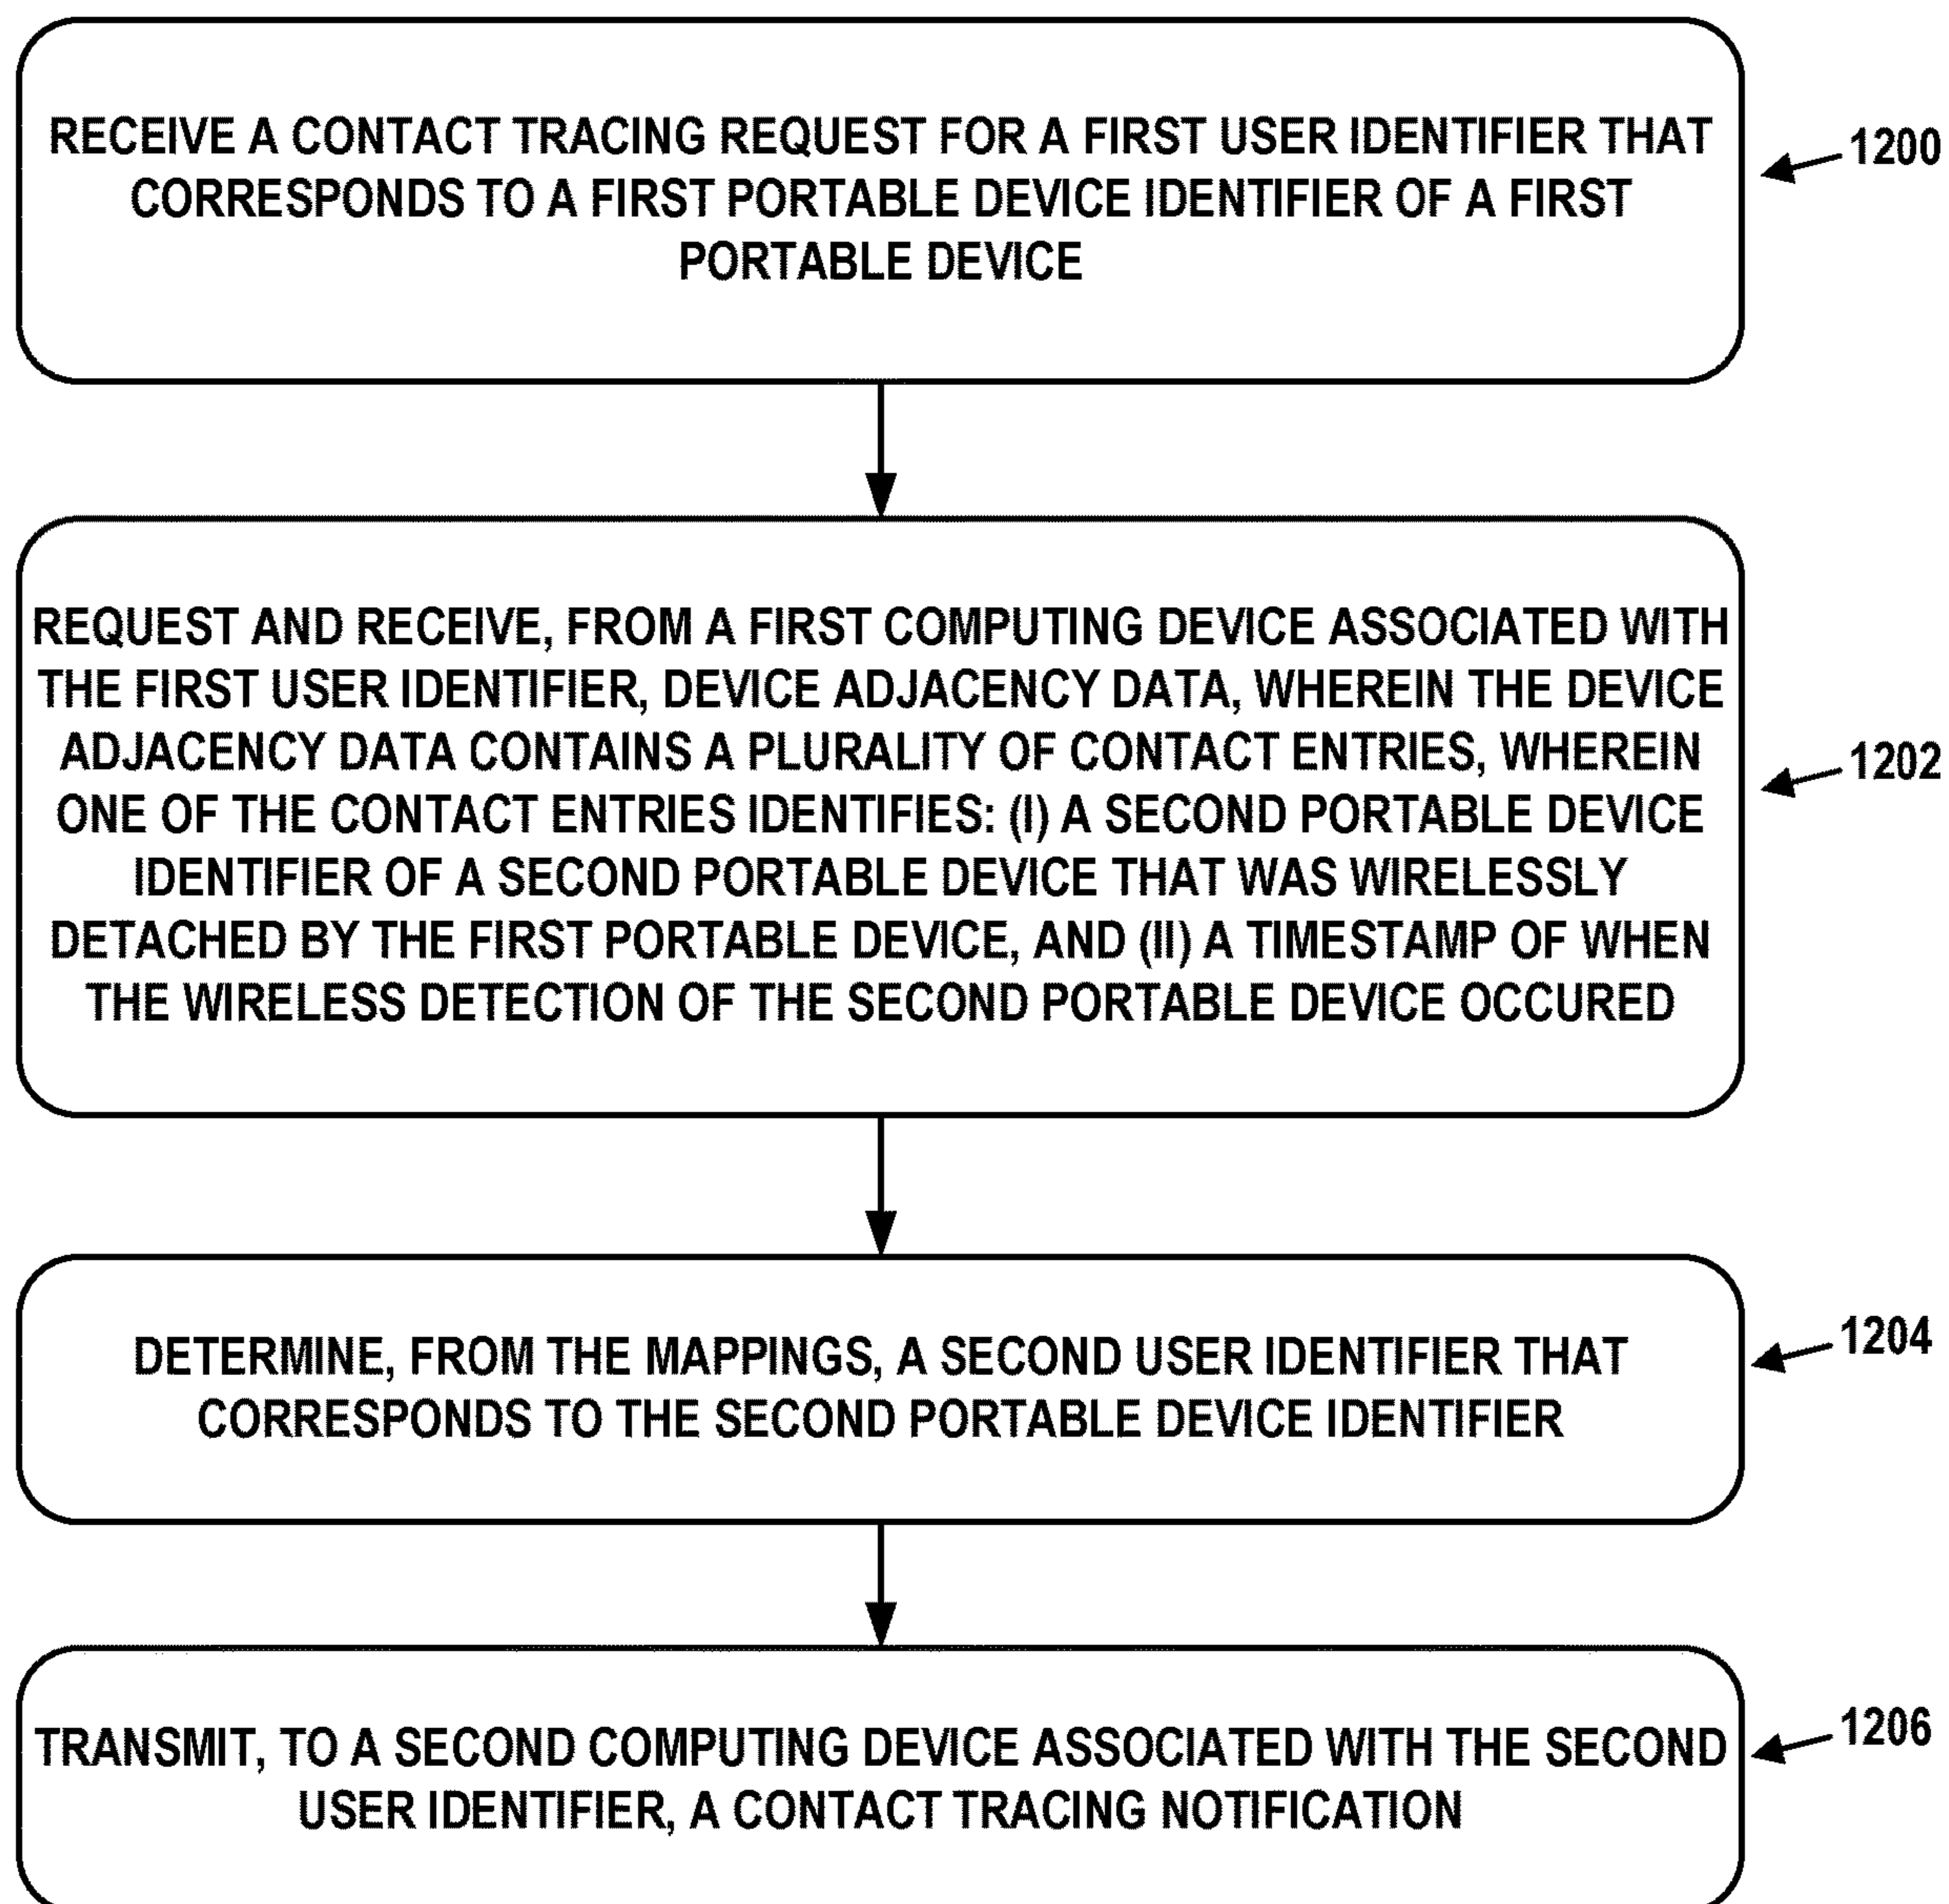 RECEIVE A CONTACT TRACING REQUEST FOR A FIRST USER IDENTIFIER THAT
CORRESPONDS TO A FIRST PORTABLE DEVICE IDENTIFIER OF A FIRST
PORTABLE DEVICE
1200
REQUEST AND RECEIVE, FROM A FIRST COMPUTING DEVICE ASSOCIATED WITH
THE FIRST USER IDENTIFIER, DEVICE ADJACENCY DATA, WHEREIN THE DEVICE
ADJACENCY DATA CONTAINS A PLURALITY OF CONTACT ENTRIES, WHEREIN
ONE OF THE CONTACT ENTRIES IDENTIFIES: (I) A SECOND PORTABLE DEVICE
IDENTIFIER OF A SECOND PORTABLE DEVICE THAT WAS WIRELESSLY
DETACHED BY THE FIRST PORTABLE DEVICE, AND (II) A TIMESTAMP OF WHEN
THE WIRELESS DETECTION OF THE SECOND PORTABLE DEVICE OCCURED
1202
DETERMINE, FROM THE MAPPINGS, A SECOND USER IDENTIFIER THAT
CORRESPONDS TO THE SECOND PORTABLE DEVICE IDENTIFIER
1204
TRANSMIT, TO A SECOND COMPUTING DEVICE ASSOCIATED WITH THE SECOND
USER IDENTIFIER, A CONTACT TRACING NOTIFICATION
1206